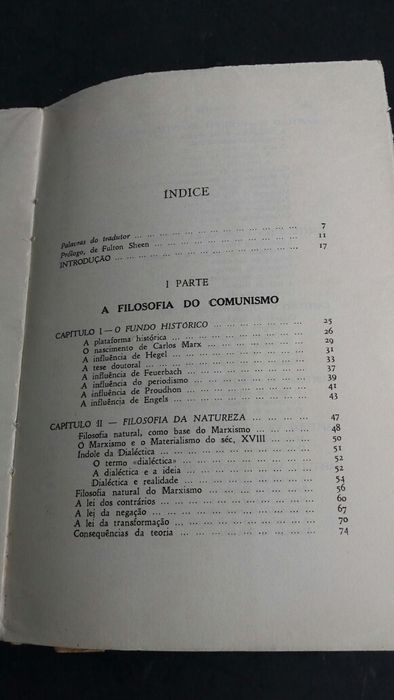 ÍNDICE
Palavras do tradutor ... ... ... ... ... ... ... ... ... ... ... ... 7
Prólogo, de Fulton Sheen ... ... ... ... ... ... ... ... ... ... ... 11
INTRODUÇÃO ... ... ... ... ... ... ... ... ... ... ... ... ... 17
I PARTE
A FILOSOFIA DO COMUNISMO
CAPÍTULO I — O FUNDO HISTÓRICO ... ... ... ... ... ... ... 25
A plataforma histórica ... ... ... ... ... ... ... ... ... 26
O nascimento de Carlos Marx ... ... ... ... ... ... ... 29
A influência de Hegel ... ... ... ... ... ... ... ... ... 31
A tese doutoral ... ... ... ... ... ... ... ... ... ... 33
A influência de Feuerbach ... ... ... ... ... ... ... ... 37
A influência do periodismo ... ... ... ... ... ... ... ... 39
A influência de Proudhon ... ... ... ... ... ... ... ... 41
A influência de Engels ... ... ... ... ... ... ... ... ... 43
CAPÍTULO II — FILOSOFIA DA NATUREZA ... ... ... ... ... 47
Filosofia natural, como base do Marxismo ... ... ... ... 48
O Marxismo e o Materialismo do séc, XVIII ... ... ... ... 50
Índole da Dialéctica ... ... ... ... ... ... ... ... ... 51
O termo «dialéctica» ... ... ... ... ... ... ... ... 52
A dialéctica e a ideia ... ... ... ... ... ... ... ... 52
Dialéctica e realidade ... ... ... ... ... ... ... ... 54
Filosofia natural do Marxismo ... ... ... ... ... ... ... 56
A lei dos contrários ... ... ... ... ... ... ... ... ... 60
A lei da negação ... ... ... ... ... ... ... ... ... ... 67
A lei da transformação ... ... ... ... ... ... ... ... ... 70
Consequências da teoria ... ... ... ... ... ... ... ... ... 74